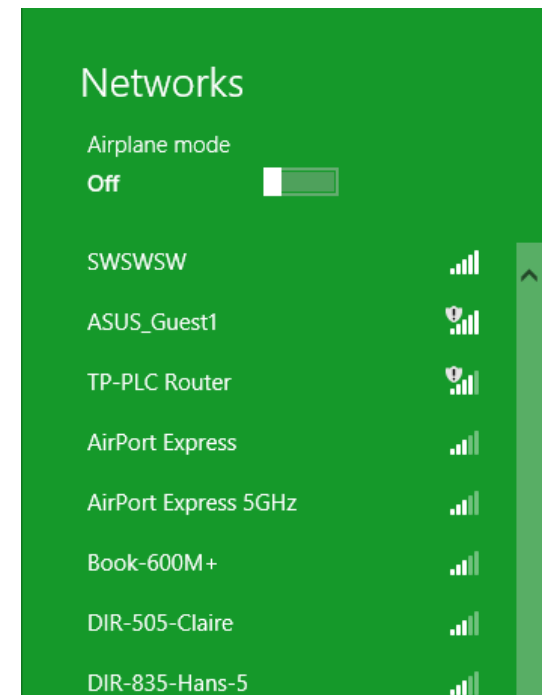 Networks
Airplane mode
Off
SWSWSW
ASUS_Guest1
TP-PLC Router
AirPort Express
AirPort Express 5GHz
Book-600M+
DIR-505-Claire
DIR-835-Hans-5